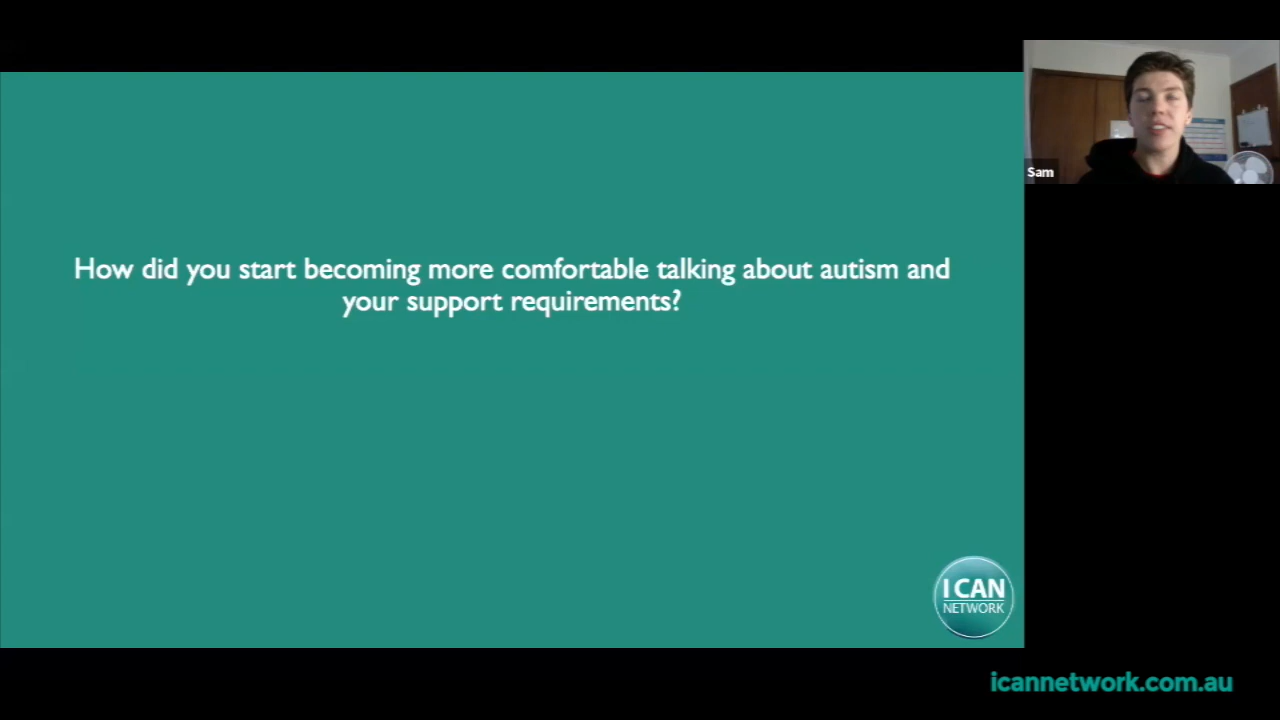 Sam
How did you start becoming more comfortable talking about autism and
your support requirements?
I CAN
NETWORK
icannetwork.com.au